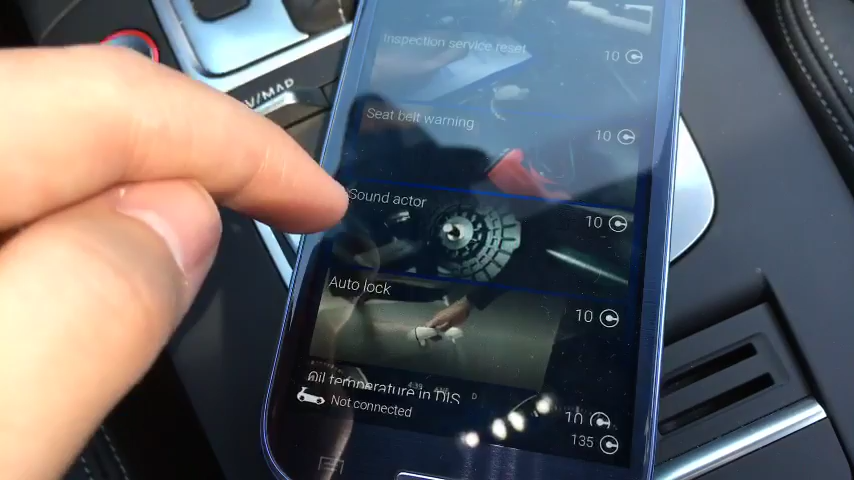 Inspection service reset
10
V/MAP
Seat belt warning
10
Sound actor
10
Auto lock
10
Oil temperature in DIS
10
Not connected
135